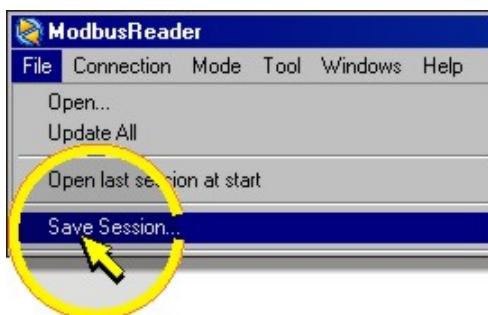 ModbusReader
File Connection Mode Tool Windows Help
Open...
Update All
Open last session at start
Save Session...